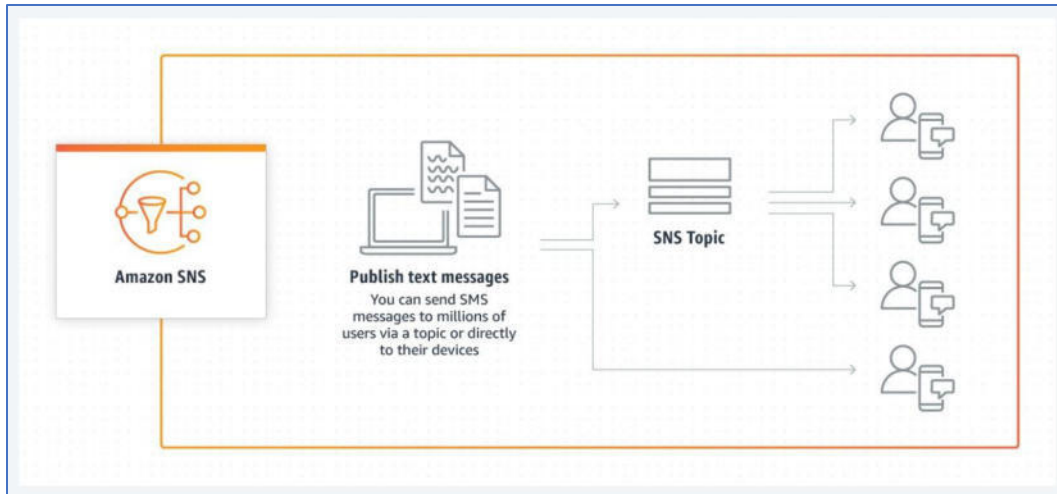 Amazon SNS
Publish text messages
You can send SMS
messages to millions of
users via a topic or directly
to their devices
SNS Topic